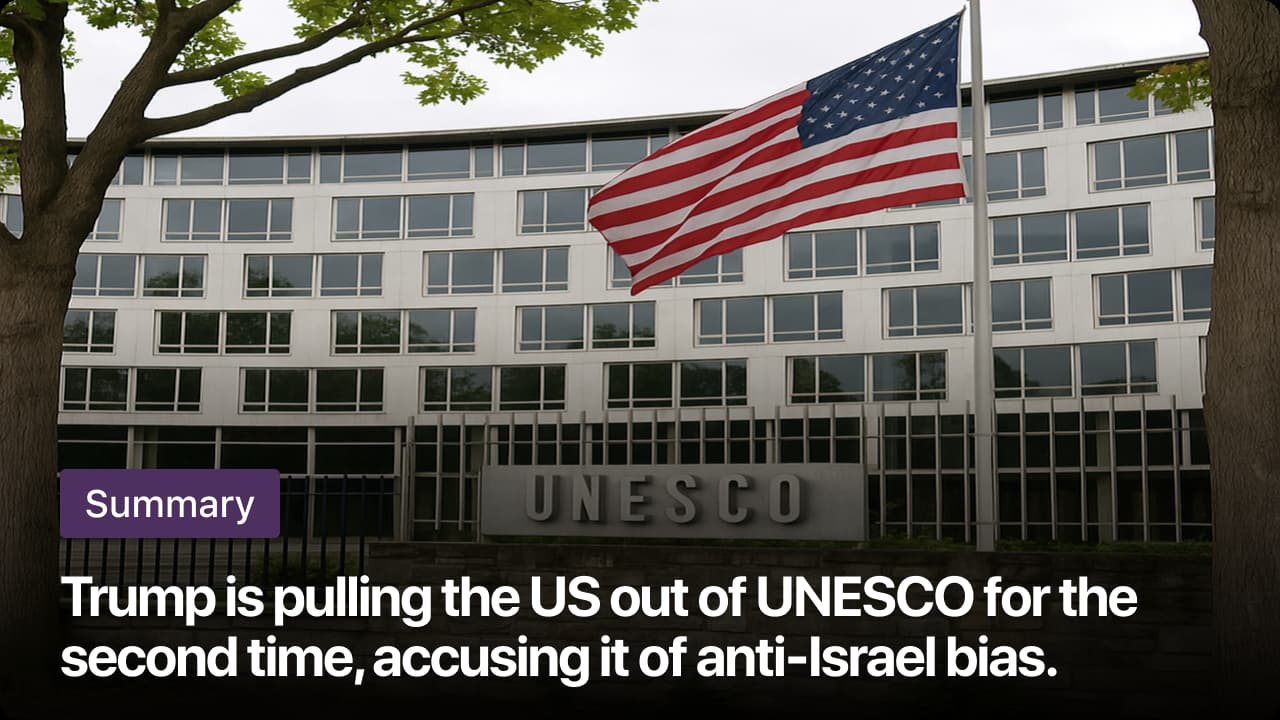 UNESCO
Summary
Trump is pulling the US out of UNESCO for the
second time, accusing it of anti-Israel bias.